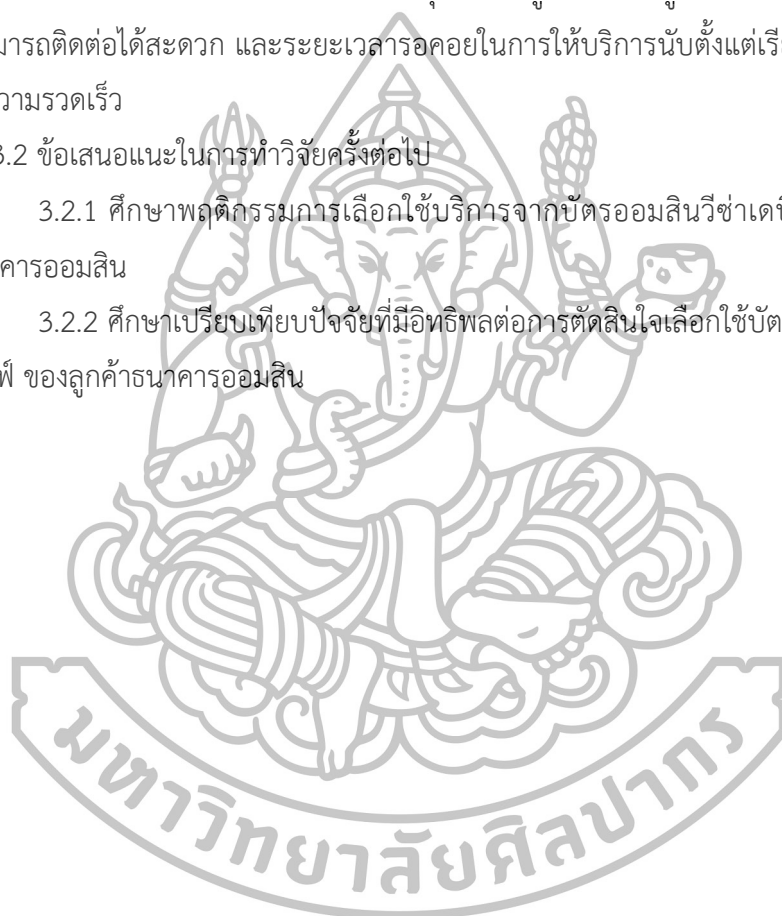 มารถติดต่อได้สะดวก และระยะเวลารอคอยในการให้บริการนับตั้งแต่เรีย
ความรวดเร็ว
3.2 ข้อเสนอแนะในการทำวิจัยครั้งต่อไป
3.2.1 ศึกษาพฤติกรรมการเลือกใช้บริการจากบัตรออมสินวีซ่าเดบิ
คารออมสิน
3.2.2 ศึกษาเปรียบเทียบปัจจัยที่มีอิทธิพลต่อการตัดสินใจเลือกใช้บัต
ฟ์ ของลูกค้าธนาคารออมสิน
มหาวิทยาลัยศิลปากร